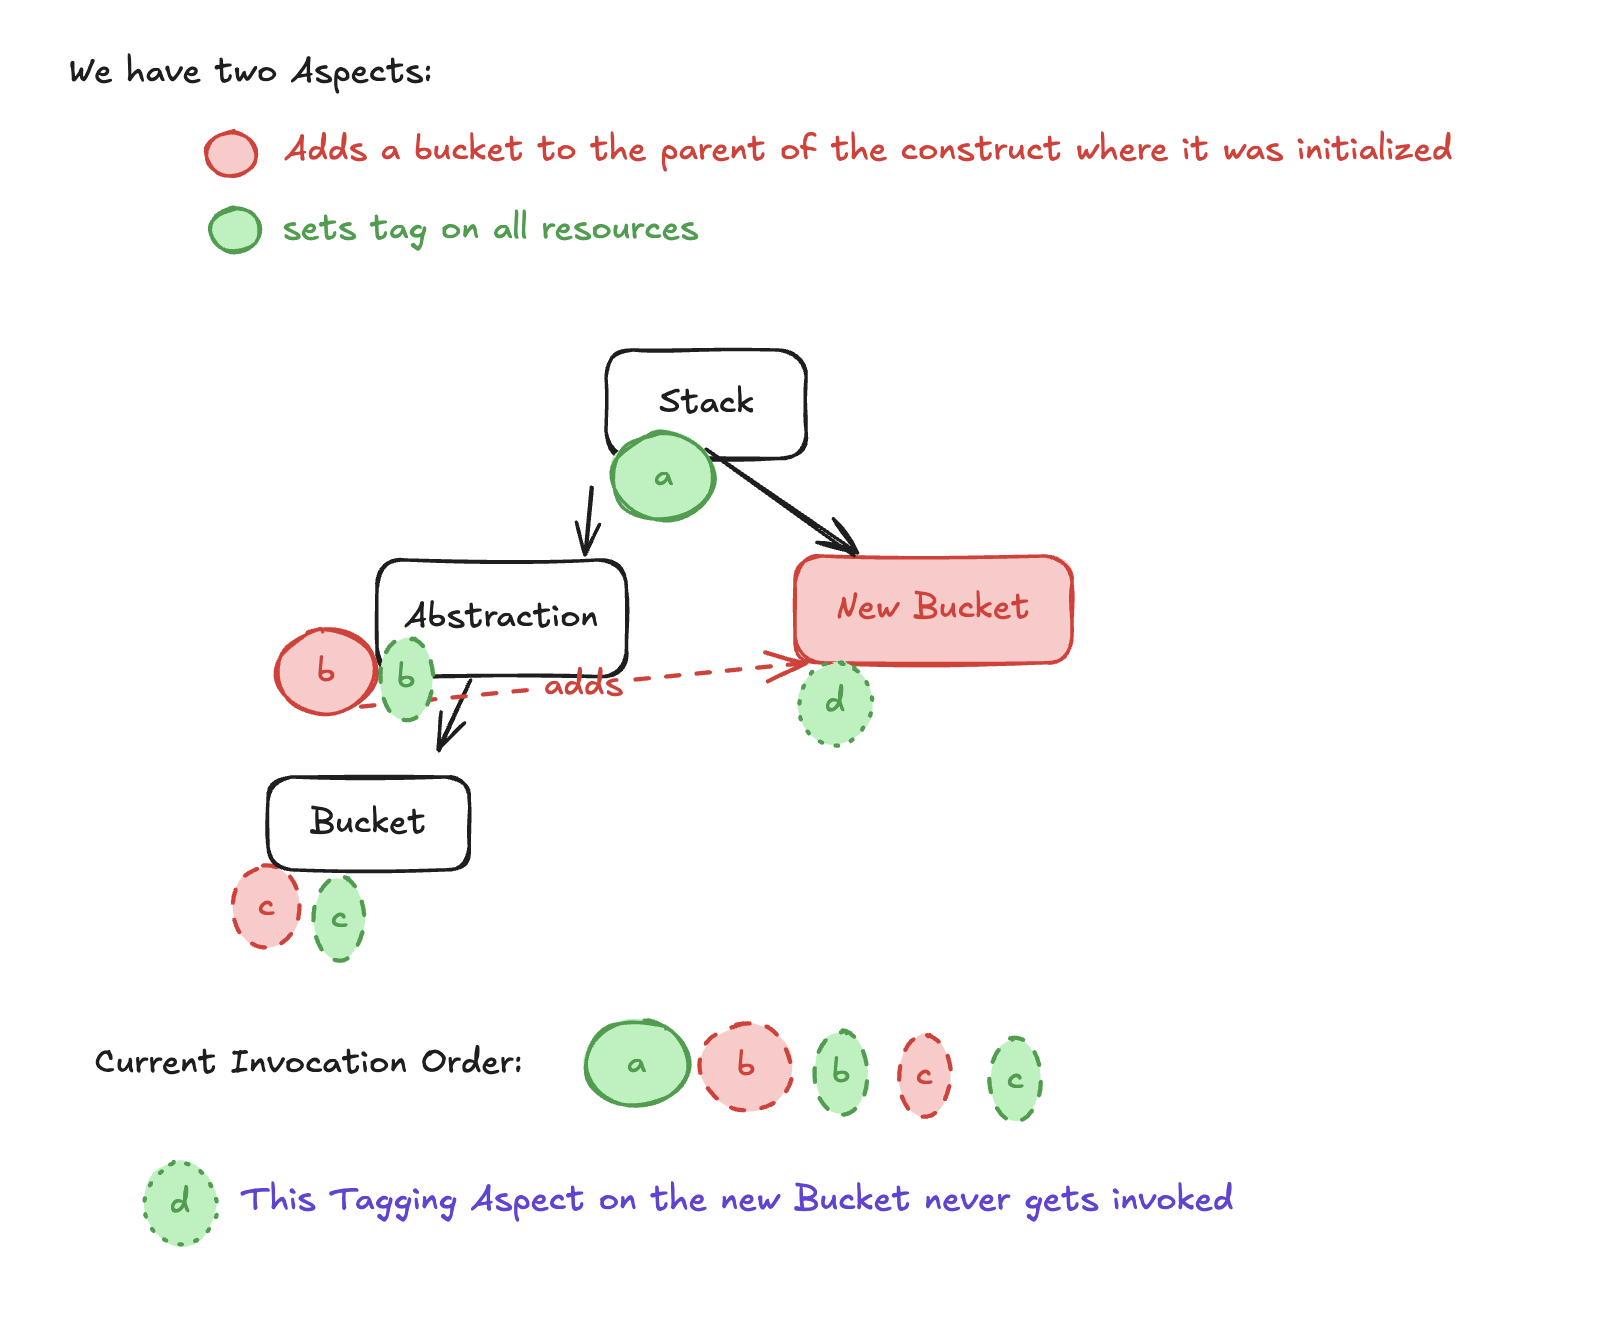 We have two Aspects:
Adds a bucket to the parent of the construct where it was initialized
sets tag on all resources
Stack
a
Abstraction
New Bucket
b
b
adds
d
Bucket
c
c
Current Invocation Order:
a
b
b
c
c
d
This Tagging Aspect on the new Bucket never gets invoked